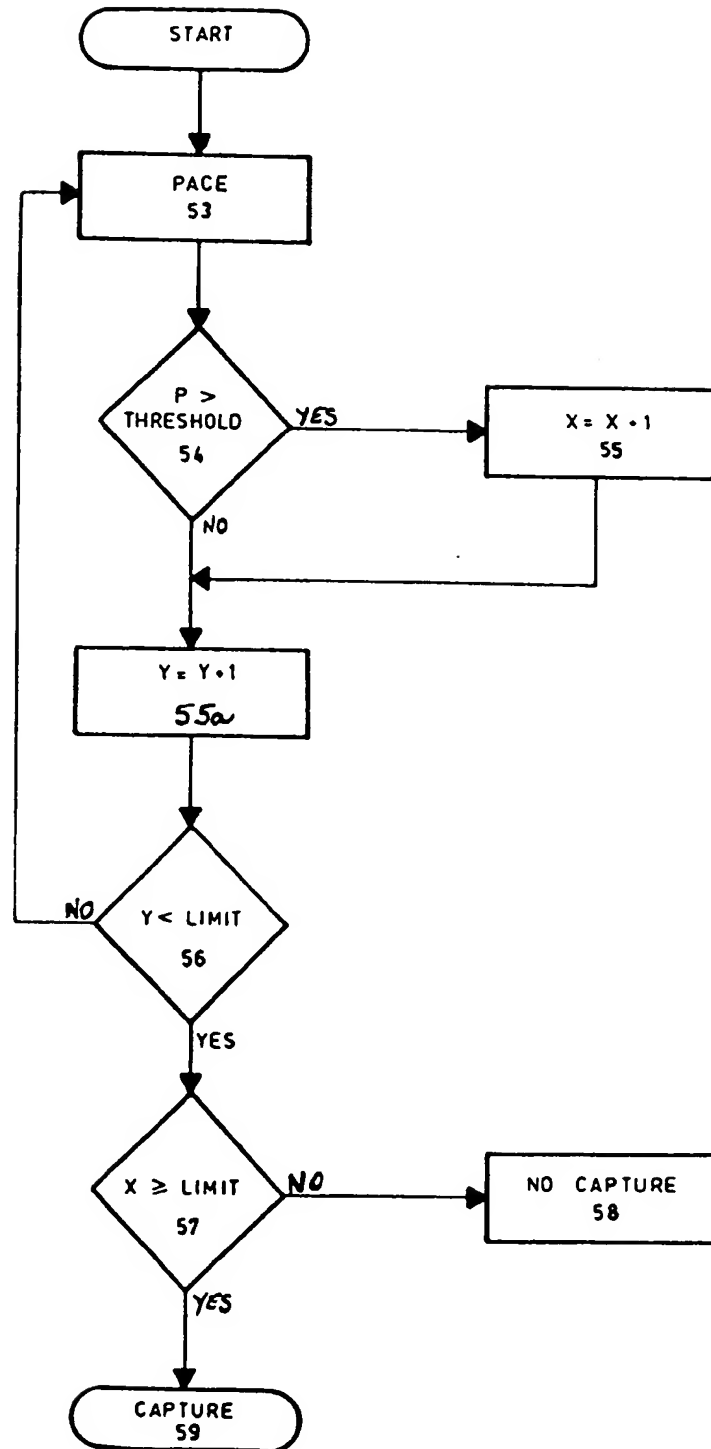 START
PACE
53
P >
THRESHOLD
54
YES
X = X + 1
55
NO
Y = Y + 1
55a
NO
Y < LIMIT
56
YES
X ≥ LIMIT
57
NO
NO CAPTURE
58
YES
CAPTURE
59